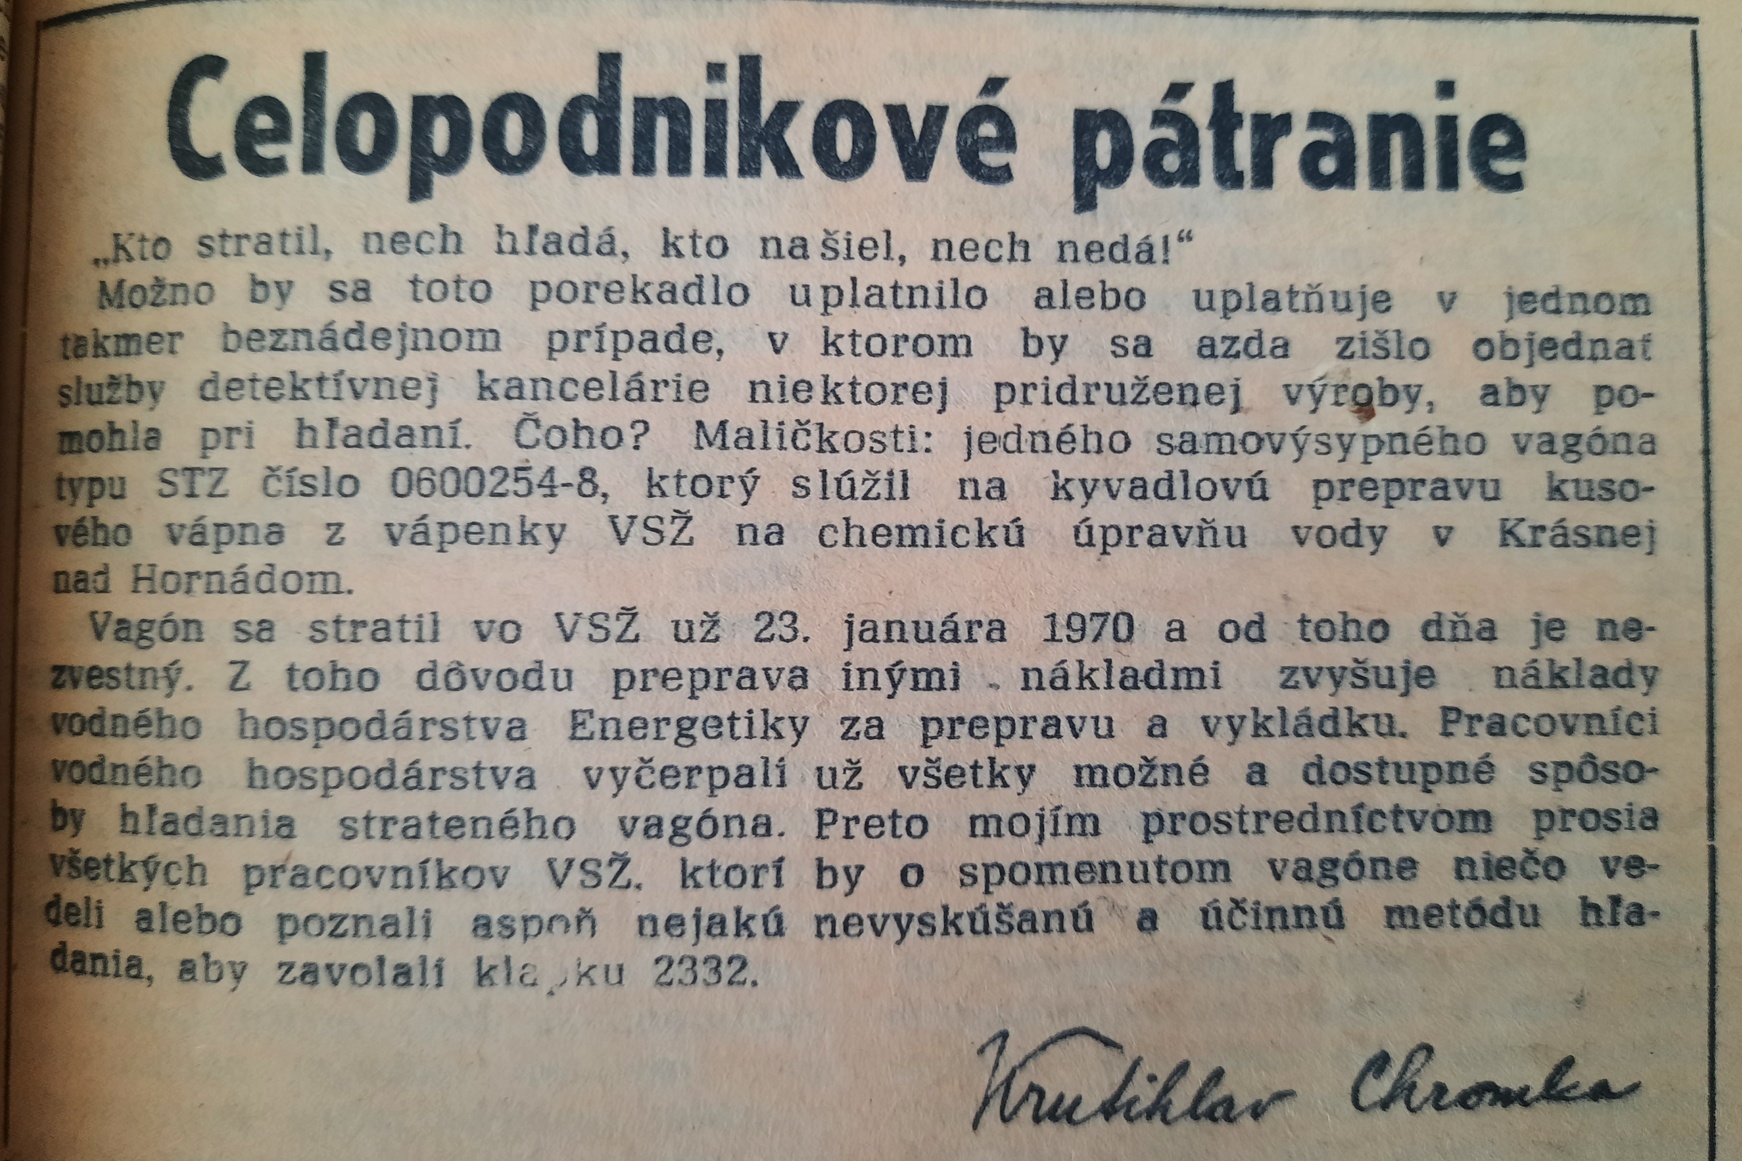 Celopodnikové pátranie
„Kto stratil, nech hľadá, kto našiel, nech nedá!“
Možno by sa toto porekadlo uplatnilo alebo uplatňuje v jednom
takmer beznádejnom prípade, v ktorom by sa azda zišlo objednať
služby detektívnej kancelárie niektorej pridruženej výroby, aby po-
mohla pri hľadaní. Čoho? Maličkosti: jedného samovýsypného vagóna
typu STZ číslo 0600254-8, ktorý slúžil na kyvadlovú prepravu kuso-
vého vápna z vápenky VSŽ na chemickú úpravňu vody v Krásnej
nad Hornádom.
Vagón sa stratil vo VSŽ už 23. januára 1970 a od toho dňa je ne-
zvestný. Z toho dôvodu preprava inými nákladmi zvyšuje náklady
vodného hospodárstva Energetiky za prepravu a vykládku. Pracovníci
vodného hospodárstva vyčerpali už všetky možné a dostupné spôso-
by hľadania strateného vagóna. Preto mojím prostredníctvom prosia
všetkých pracovníkov VSŽ, ktorí by o spomenutom vagóne niečo ve-
deli alebo poznali aspoň nejakú nevyskúšanú a účinnú metódu hľa-
dania, aby zavolali klapku 2332.
Krutihlav Chromka